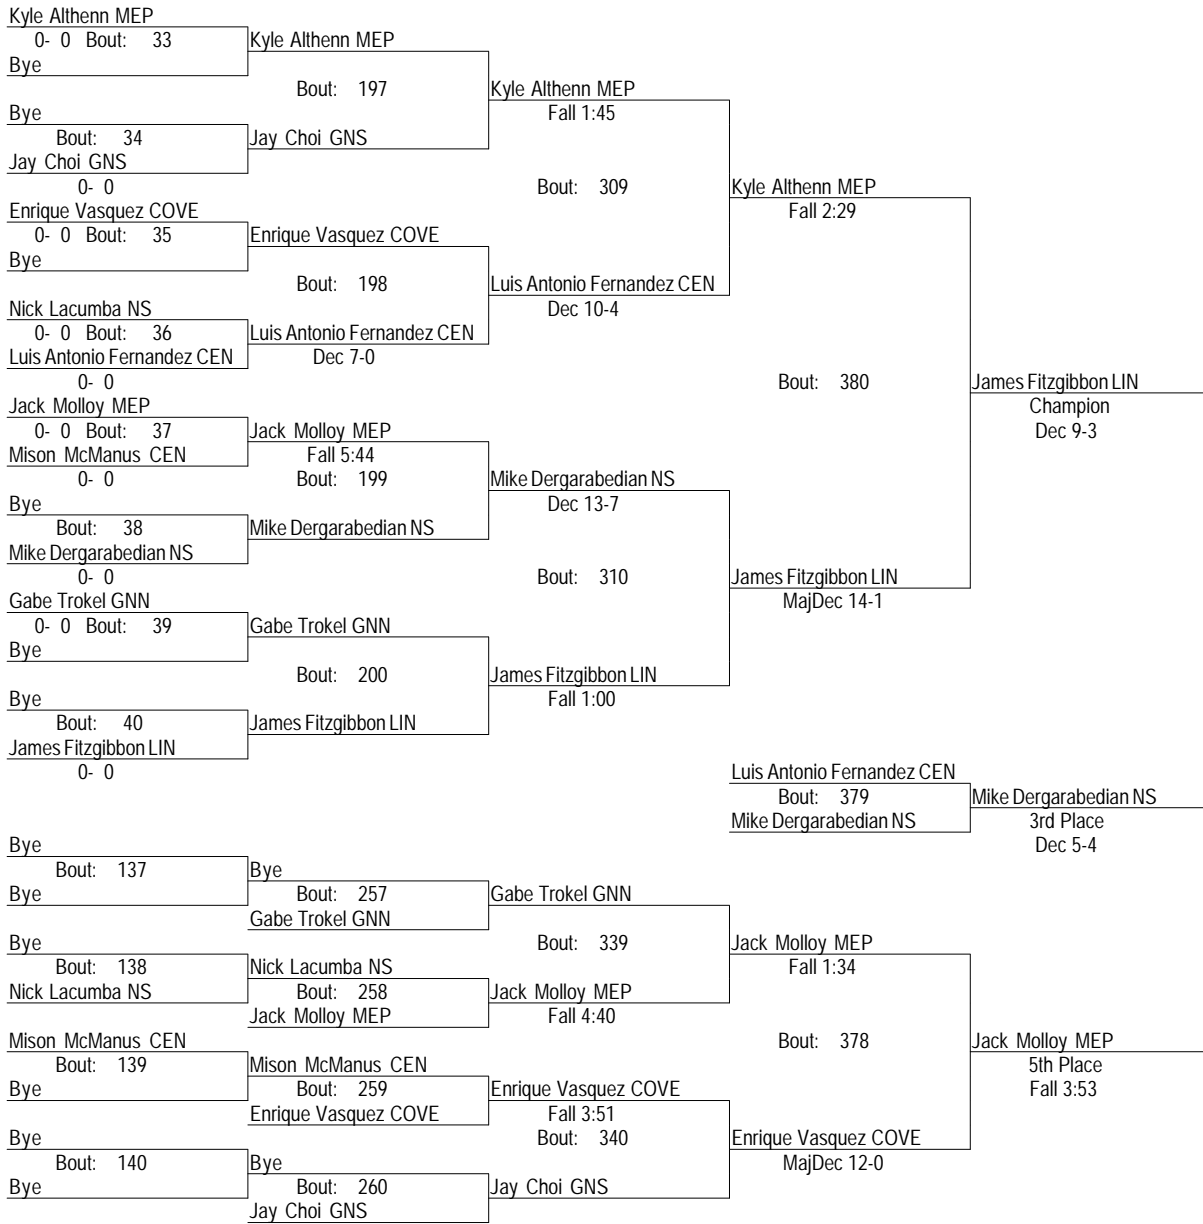 Kyle Althenn MEP
0- 0 Bout: 33 Kyle Althenn MEP
Bye
Bout: 197 Kyle Althenn MEP
Bye Fall 1:45
Bout: 34 Jay Choi GNS
Jay Choi GNS
0- 0 Bout: 309 Kyle Althenn MEP
Enrique Vasquez COVE Fall 2:29
0- 0 Bout: 35 Enrique Vasquez COVE
Bye
Bout: 198 Luis Antonio Fernandez CEN
Nick Lacumba NS Dec 10-4
0- 0 Bout: 36 Luis Antonio Fernandez CEN
Luis Antonio Fernandez CEN Dec 7-0
0- 0 Bout: 380 James Fitzgibbon LIN
Jack Molloy MEP Champion
0- 0 Bout: 37 Jack Molloy MEP Dec 9-3
Mison McManus CEN Fall 5:44
0- 0 Bout: 199 Mike Dergarabedian NS
Bye Dec 13-7
Bout: 38 Mike Dergarabedian NS
Mike Dergarabedian NS
0- 0 Bout: 310 James Fitzgibbon LIN
Gabe Trokel GNN MajDec 14-1
0- 0 Bout: 39 Gabe Trokel GNN
Bye
Bout: 200 James Fitzgibbon LIN
Bye Fall 1:00
Bout: 40 James Fitzgibbon LIN
James Fitzgibbon LIN
0- 0 Luis Antonio Fernandez CEN
Bout: 379 Mike Dergarabedian NS
Mike Dergarabedian NS 3rd Place
Bye Dec 5-4
Bout: 137 Bye
Bye Bout: 257 Gabe Trokel GNN
Gabe Trokel GNN
Bye Bout: 339 Jack Molloy MEP
Bout: 138 Nick Lacumba NS Fall 1:34
Nick Lacumba NS Bout: 258 Jack Molloy MEP
Jack Molloy MEP Fall 4:40
Mison McManus CEN Bout: 378 Jack Molloy MEP
Bout: 139 Mison McManus CEN 5th Place
Bye Bout: 259 Enrique Vasquez COVE Fall 3:53
Enrique Vasquez COVE Fall 3:51
Bye Bout: 340 Enrique Vasquez COVE
Bout: 140 Bye MajDec 12-0
Bye Bout: 260 Jay Choi GNS
Jay Choi GNS